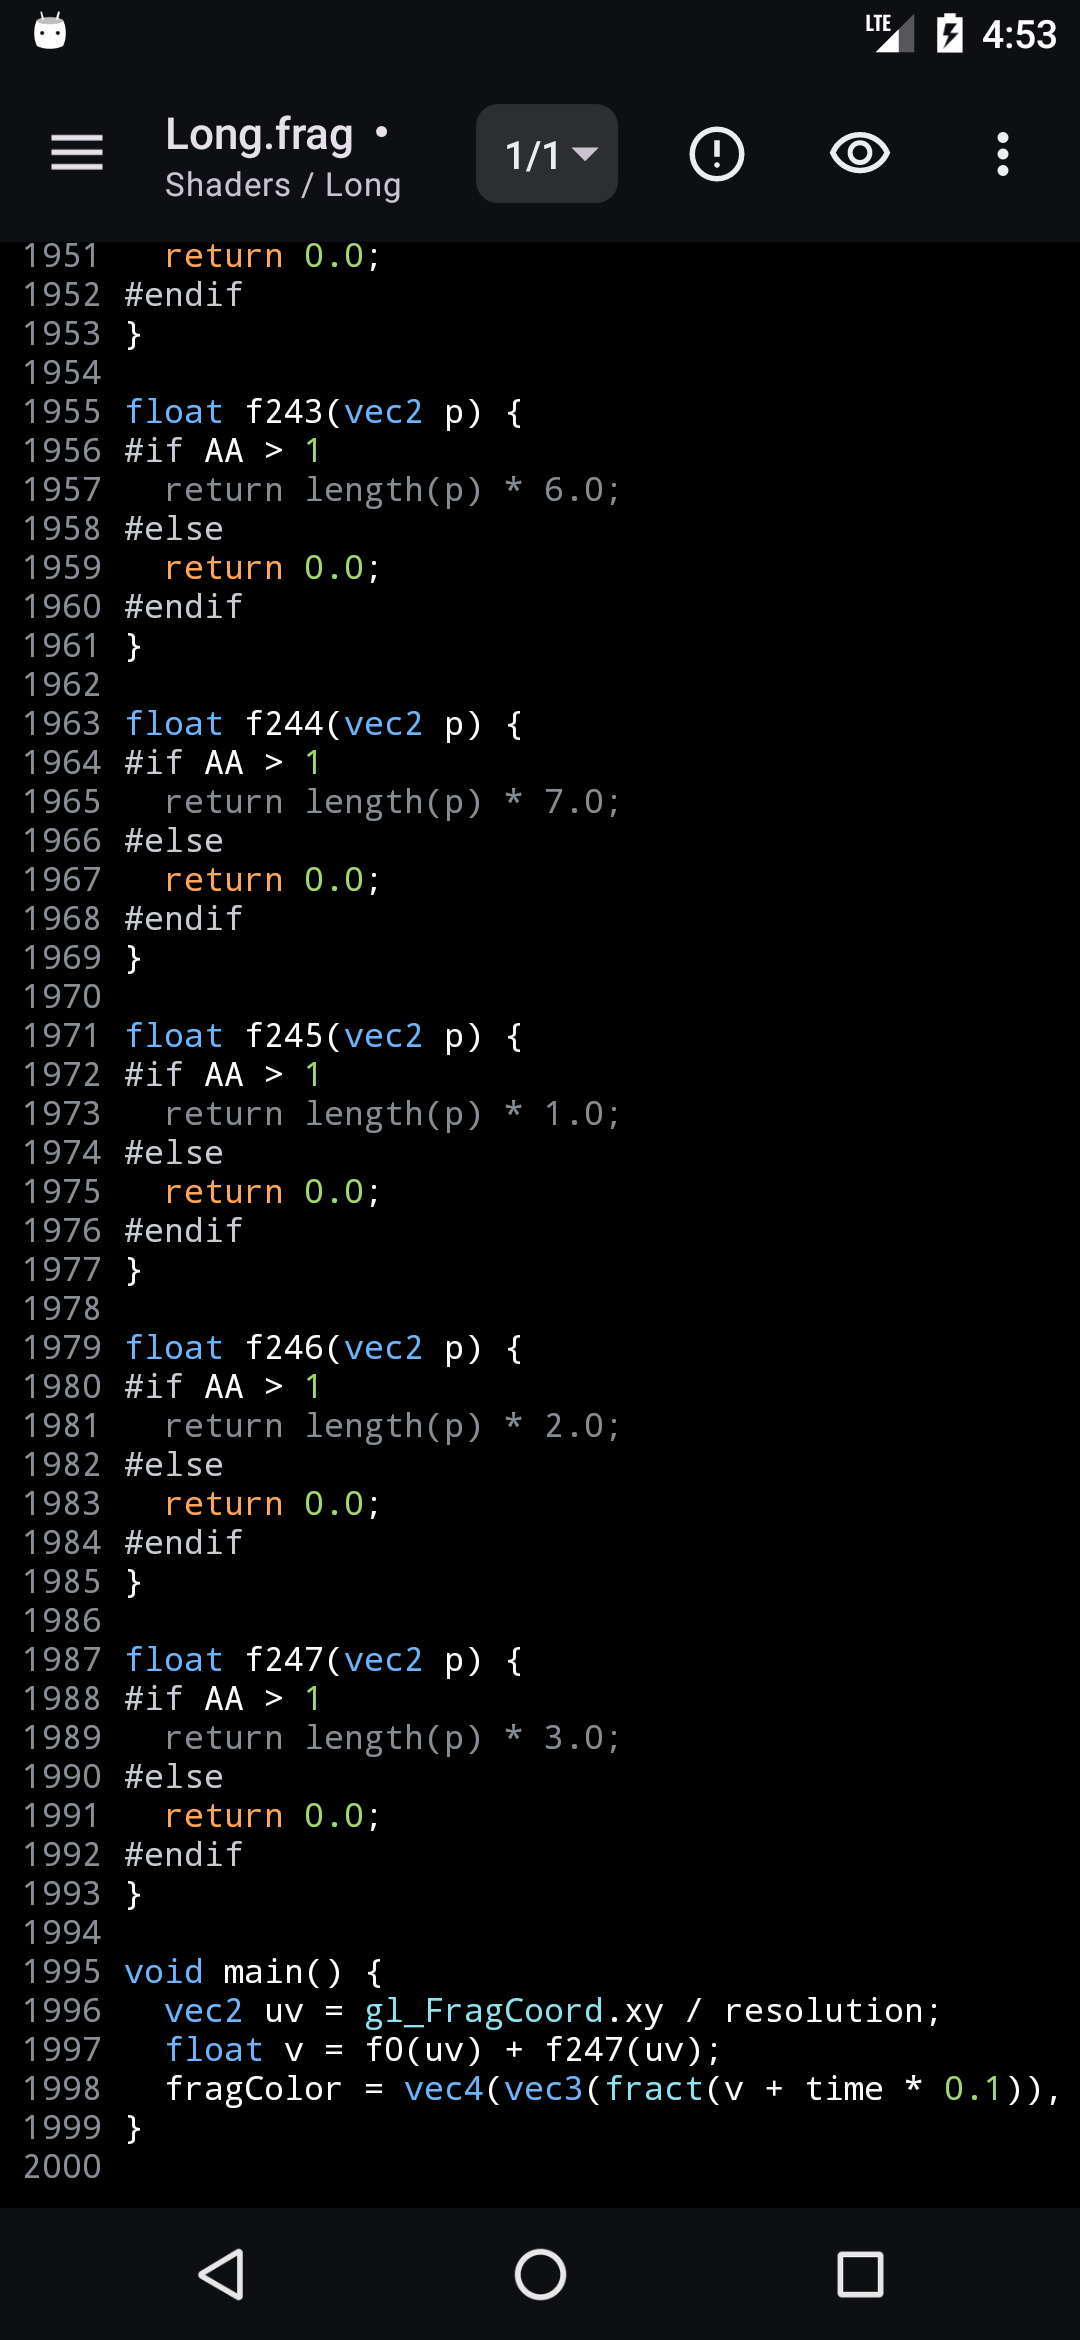 LTE 4:53
Long.frag •
Shaders / Long
1/1
1951   return 0.0;
1952 #endif
1953 }
1954
1955 float f243(vec2 p) {
1956 #if AA > 1
1957   return length(p) * 6.0;
1958 #else
1959   return 0.0;
1960 #endif
1961 }
1962
1963 float f244(vec2 p) {
1964 #if AA > 1
1965   return length(p) * 7.0;
1966 #else
1967   return 0.0;
1968 #endif
1969 }
1970
1971 float f245(vec2 p) {
1972 #if AA > 1
1973   return length(p) * 1.0;
1974 #else
1975   return 0.0;
1976 #endif
1977 }
1978
1979 float f246(vec2 p) {
1980 #if AA > 1
1981   return length(p) * 2.0;
1982 #else
1983   return 0.0;
1984 #endif
1985 }
1986
1987 float f247(vec2 p) {
1988 #if AA > 1
1989   return length(p) * 3.0;
1990 #else
1991   return 0.0;
1992 #endif
1993 }
1994
1995 void main() {
1996   vec2 uv = gl_FragCoord.xy / resolution;
1997   float v = f0(uv) + f247(uv);
1998   fragColor = vec4(vec3(fract(v + time * 0.1)),
1999 }
2000